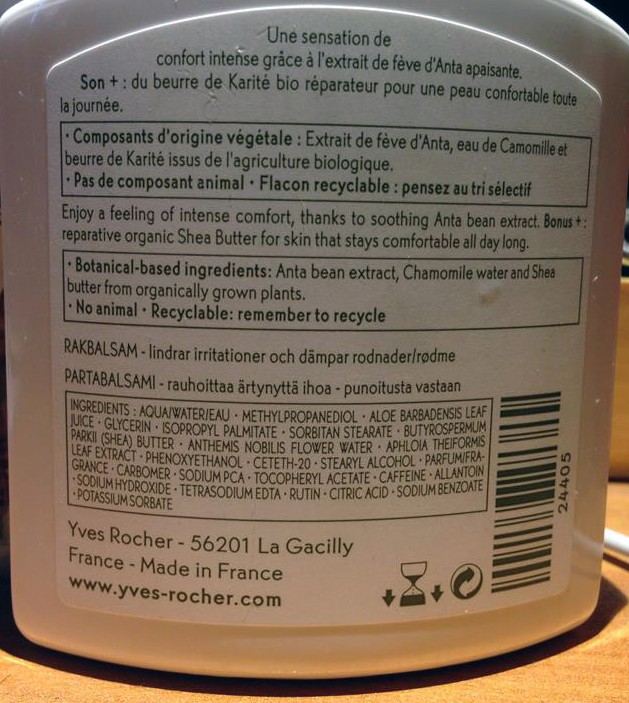 Une sensation de
confort intense grâce à l'extrait de fève d'Anta apaisante.
Son + : du beurre de Karité bio réparateur pour une peau confortable toute
la journée.
• Composants d'origine végétale : Extrait de fève d'Anta, eau de Camomille et
beurre de Karité issus de l'agriculture biologique.
• Pas de composant animal • Flacon recyclable : pensez au tri sélectif
Enjoy a feeling of intense comfort, thanks to soothing Anta bean extract. Bonus + :
reparative organic Shea Butter for skin that stays comfortable all day long.
• Botanical-based ingredients: Anta bean extract, Chamomile water and Shea
butter from organically grown plants.
• No animal • Recyclable: remember to recycle
RAKBALSAM - lindrar irritationer och dämpar rodnader/rødme
PARTABALSAMI - rauhoittaa ärtynyttä ihoa - punoitusta vastaan
INGREDIENTS : AQUA/WATER/EAU • METHYLPROPANEDIOL • ALOE BARBADENSIS LEAF
JUICE • GLYCERIN • ISOPROPYL PALMITATE • SORBITAN STEARATE • BUTYROSPERMUM
PARKII (SHEA) BUTTER • ANTHEMIS NOBILIS FLOWER WATER • APHLOIA THEIFORMIS
LEAF EXTRACT • PHENOXYETHANOL • CETETH-20 • STEARYL ALCOHOL • PARFUM/FRA-
GRANCE • CARBOMER • SODIUM PCA • TOCOPHERYL ACETATE • CAFFEINE • ALLANTOIN
• SODIUM HYDROXIDE • TETRASODIUM EDTA • RUTIN • CITRIC ACID • SODIUM BENZOATE
• POTASSIUM SORBATE
24405
Yves Rocher - 56201 La Gacilly
France - Made in France
www.yves-rocher.com